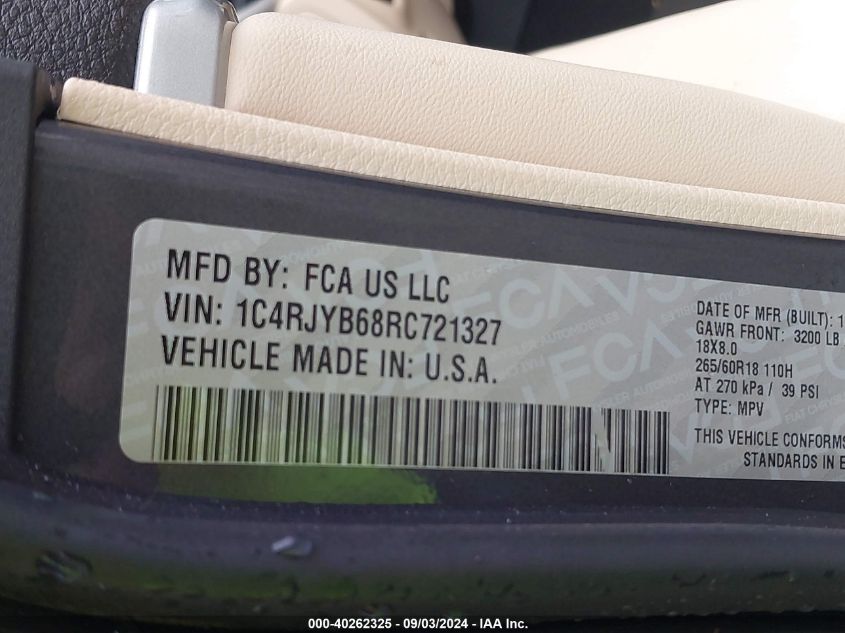 MFD BY: FCA US LLC
VIN: 1C4RJYB68RC721327
VEHICLE MADE IN: U.S.A.
DATE OF MFR (BUILT): 1
GAWR FRONT: 3200 LB
18X8.0
265/60R18 110H
AT 270 kPa / 39 PSI
TYPE: MPV
THIS VEHICLE CONFORMS
STANDARDS IN E
000-40262325 - 09/03/2024 - IAA Inc.